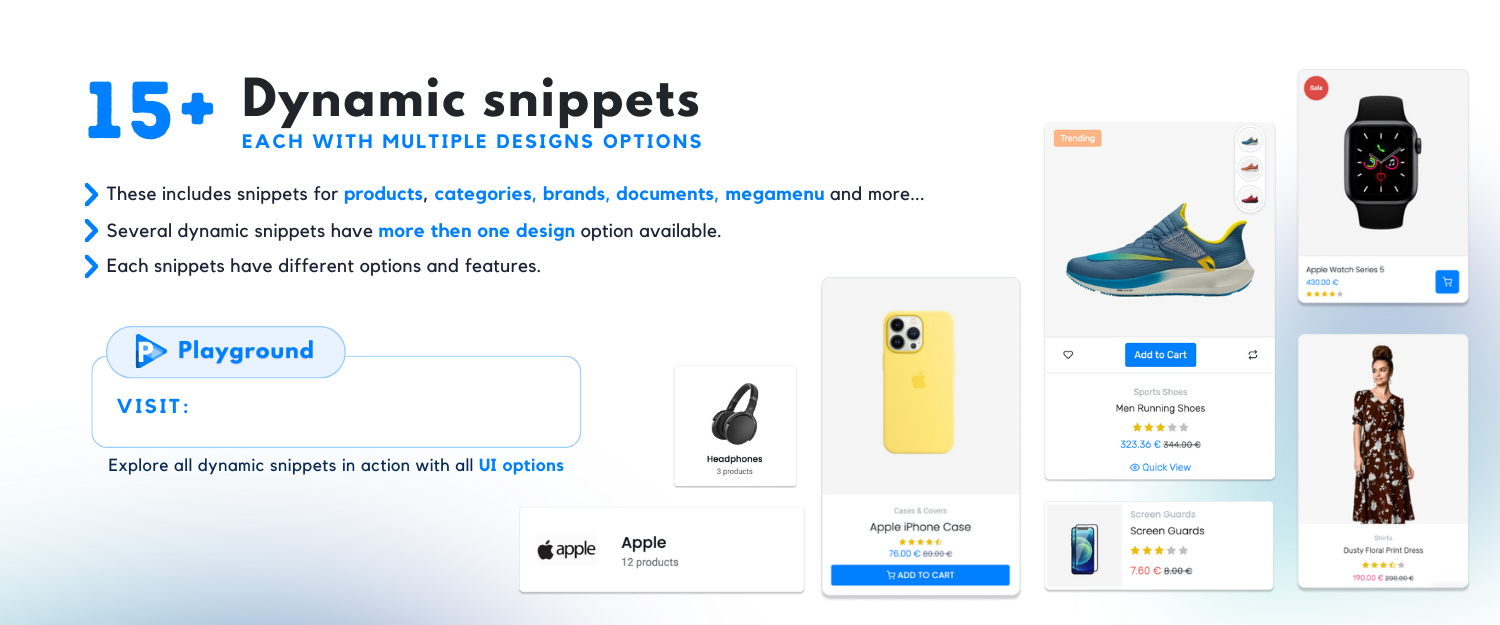 15+ Dynamic snippets
EACH WITH MULTIPLE DESIGNS OPTIONS
These includes snippets for products, categories, brands, documents, megamenu and more...
Several dynamic snippets have more then one design option available.
Each snippets have different options and features.
P Playground
VISIT:
Explore all dynamic snippets in action with all UI options
Headphones
3 products
apple
Apple
12 products
Cases & Covers
Apple iPhone Case
76.00 € 80.00 €
ADD TO CART
Trending
Add to Cart
Sports Shoes
Men Running Shoes
323.36 € 344.00 €
Quick View
Screen Guards
Screen Guards
7.60 € 8.00 €
Sale
Apple Watch Series 5
430.00 €
Shirts
Dusty Floral Print Dress
190.00 € 200.00 €